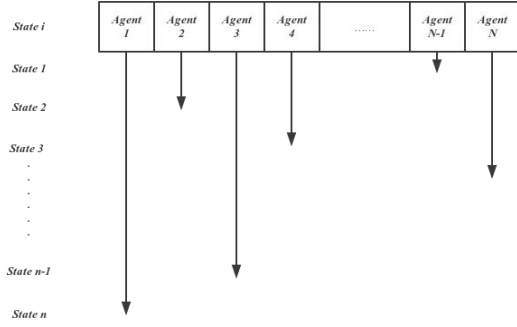 State i
Agent 1
Agent 2
Agent 3
Agent 4
......
Agent N-1
Agent N
State 1
State 2
State 3
State n-1
State n